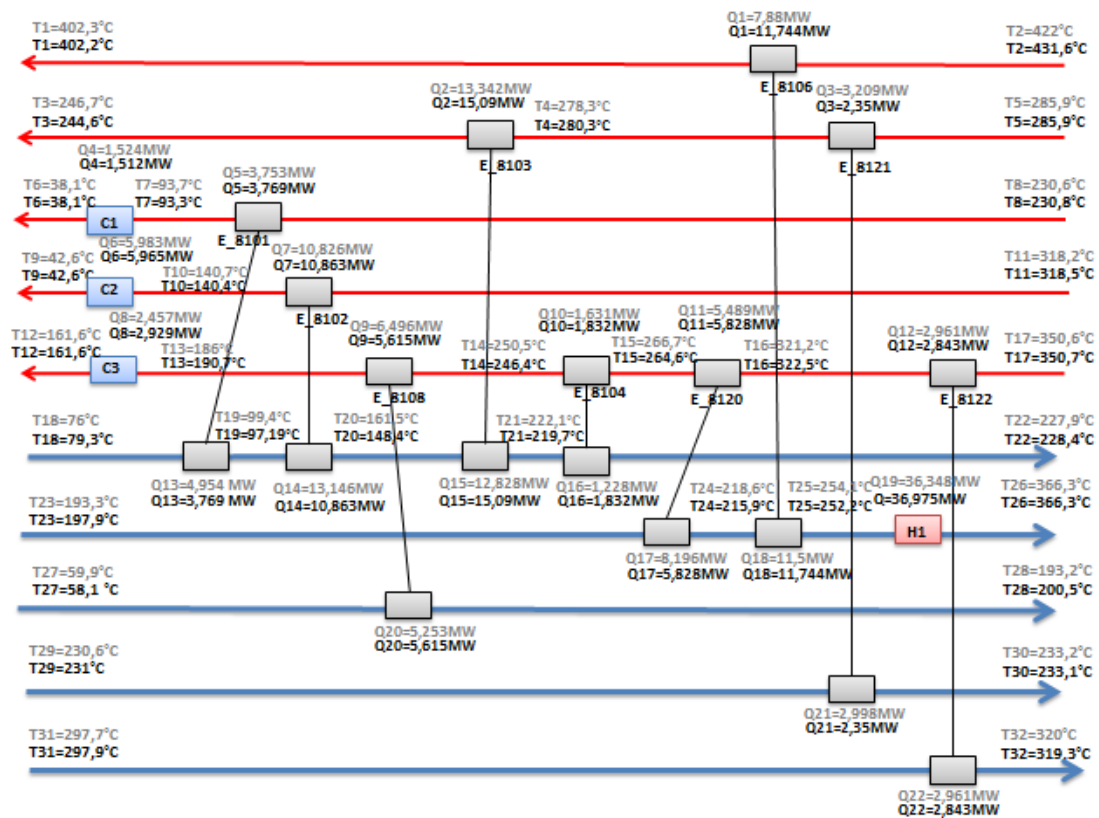 Q1=7,88MW
Q1=11,744MW
T1=402,3°C
T1=402,2°C
T2=422°C
T2=431,6°C
E_8106
Q2=13,342MW
Q2=15,09MW
Q3=3,209MW
Q3=2,35MW
T3=246,7°C
T3=244,6°C
T4=278,3°C
T4=280,3°C
T5=285,9°C
T5=285,9°C
E_8103
E_8121
Q4=1,524MW
Q4=1,512MW
Q5=3,753MW
Q5=3,769MW
T6=38,1°C
T6=38,1°C
T7=93,7°C
T7=93,3°C
T8=230,6°C
T8=230,8°C
C1
E_8101
Q6=5,983MW
Q6=5,965MW
Q7=10,826MW
Q7=10,863MW
T9=42,6°C
T9=42,6°C
T10=140,7°C
T10=140,4°C
T11=318,2°C
T11=318,5°C
C2
E_8102
Q8=2,457MW
Q8=2,929MW
Q9=6,496MW
Q9=5,615MW
Q10=1,631MW
Q10=1,832MW
Q11=5,489MW
Q11=5,828MW
Q12=2,961MW
Q12=2,843MW
T12=161,6°C
T12=161,6°C
T13=186°C
T13=190,7°C
T14=250,5°C
T14=246,4°C
T15=266,7°C
T15=264,6°C
T16=321,2°C
T16=322,5°C
T17=350,6°C
T17=350,7°C
C3
E_8108
E_8104
E_8120
E_8122
T18=76°C
T18=79,3°C
T19=99,4°C
T19=97,19°C
T20=161,5°C
T20=148,4°C
T21=222,1°C
T21=219,7°C
T22=227,9°C
T22=228,4°C
Q13=4,954 MW
Q13=3,769 MW
Q14=13,146MW
Q14=10,863MW
Q15=12,828MW
Q15=15,09MW
Q16=1,228MW
Q16=1,832MW
T23=193,3°C
T23=197,9°C
T24=218,6°C
T24=215,9°C
T25=254,1°C
T25=252,2°C
Q19=36,348MW
Q=36,975MW
T26=366,3°C
T26=366,3°C
H1
Q17=8,196MW
Q17=5,828MW
Q18=11,5MW
Q18=11,744MW
T27=59,9°C
T27=58,1 °C
T28=193,2°C
T28=200,5°C
Q20=5,253MW
Q20=5,615MW
T29=230,6°C
T29=231°C
T30=233,2°C
T30=233,1°C
Q21=2,998MW
Q21=2,35MW
T31=297,7°C
T31=297,9°C
T32=320°C
T32=319,3°C
Q22=2,961MW
Q22=2,843MW